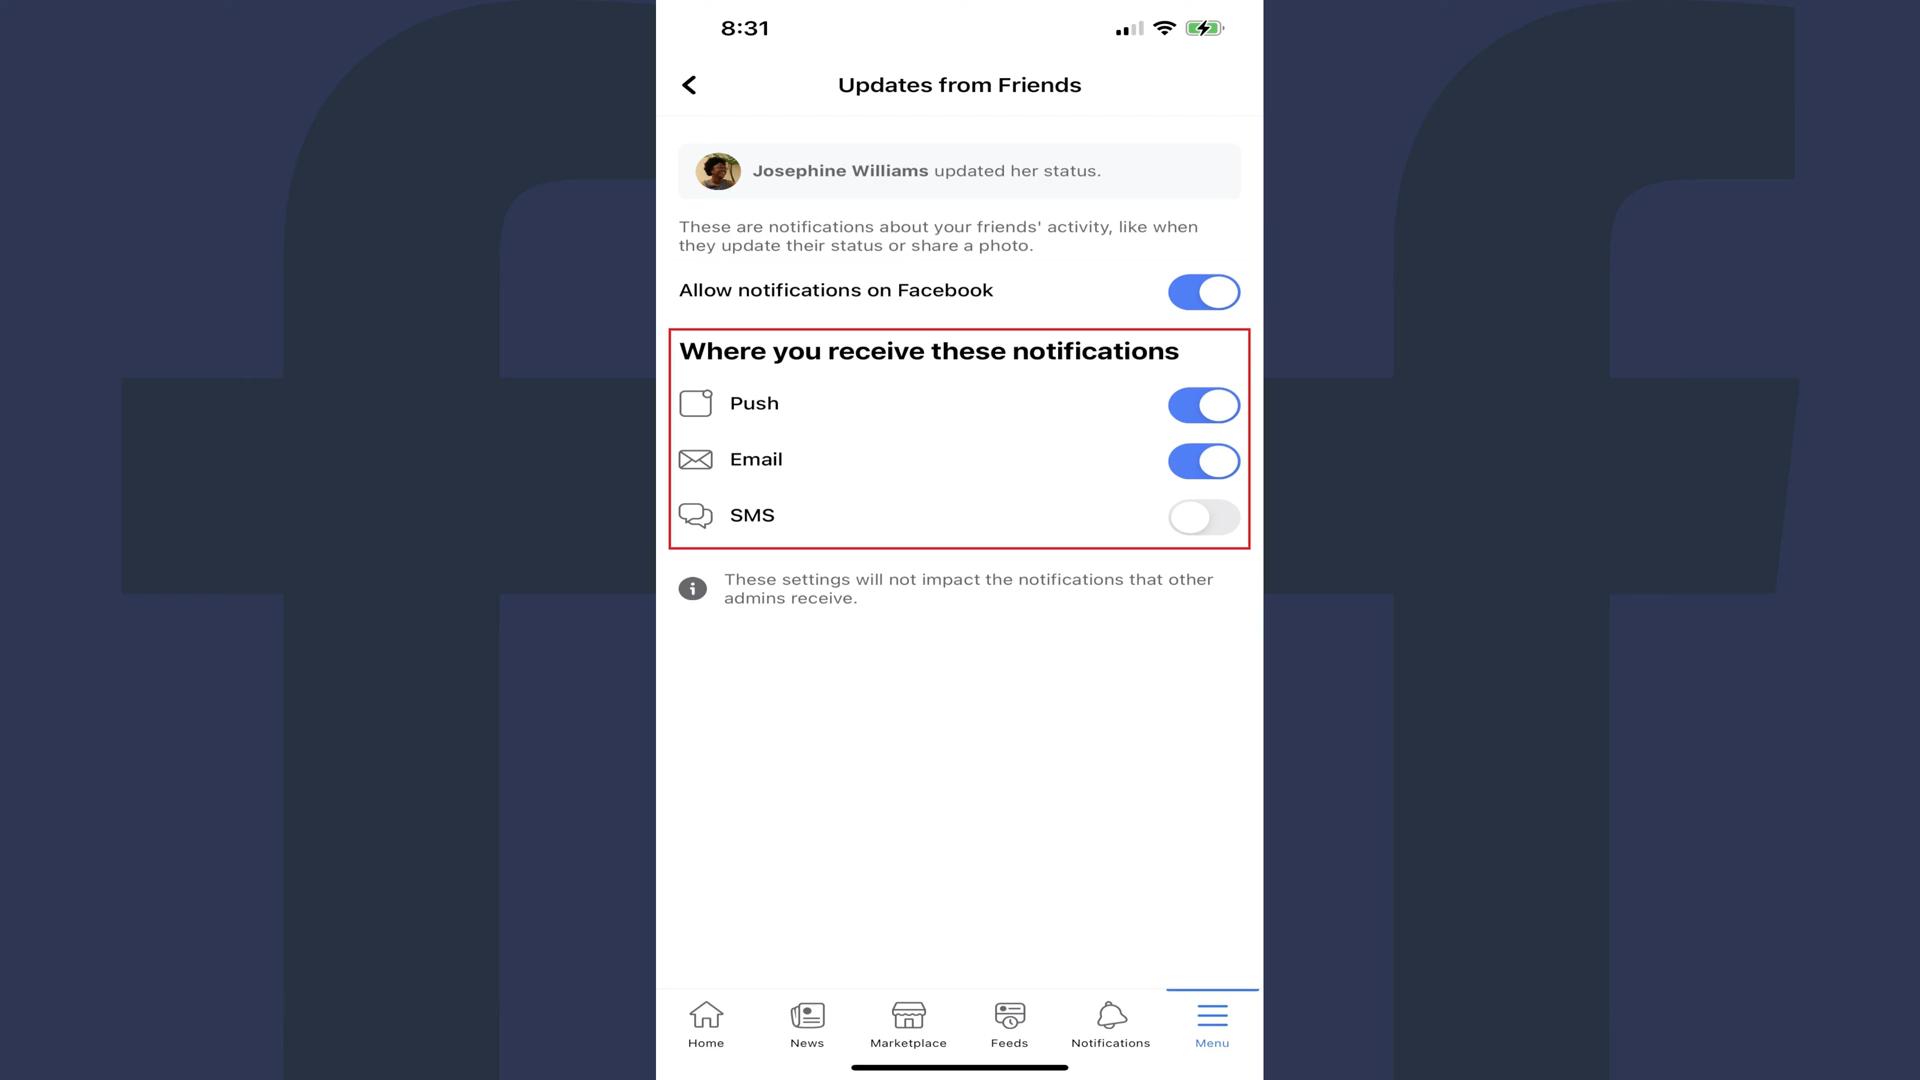 8:31
Updates from Friends
Josephine Williams updated her status.
These are notifications about your friends' activity, like when
they update their status or share a photo.
Allow notifications on Facebook
Where you receive these notifications
Push
Email
SMS
These settings will not impact the notifications that other
admins receive.
Home
News
Marketplace
Feeds
Notifications
Menu